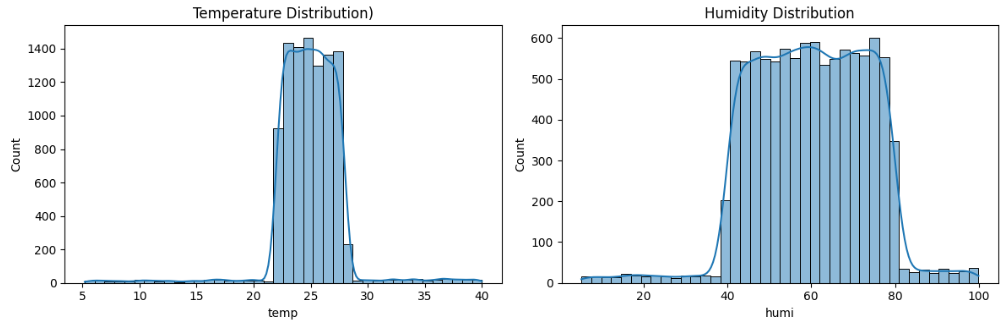 Temperature Distribution)
Count
1400
1200
1000
800
600
400
200
0
5 10 15 20 25 30 35 40
temp
Humidity Distribution
Count
600
500
400
300
200
100
0
20 40 60 80 100
humi